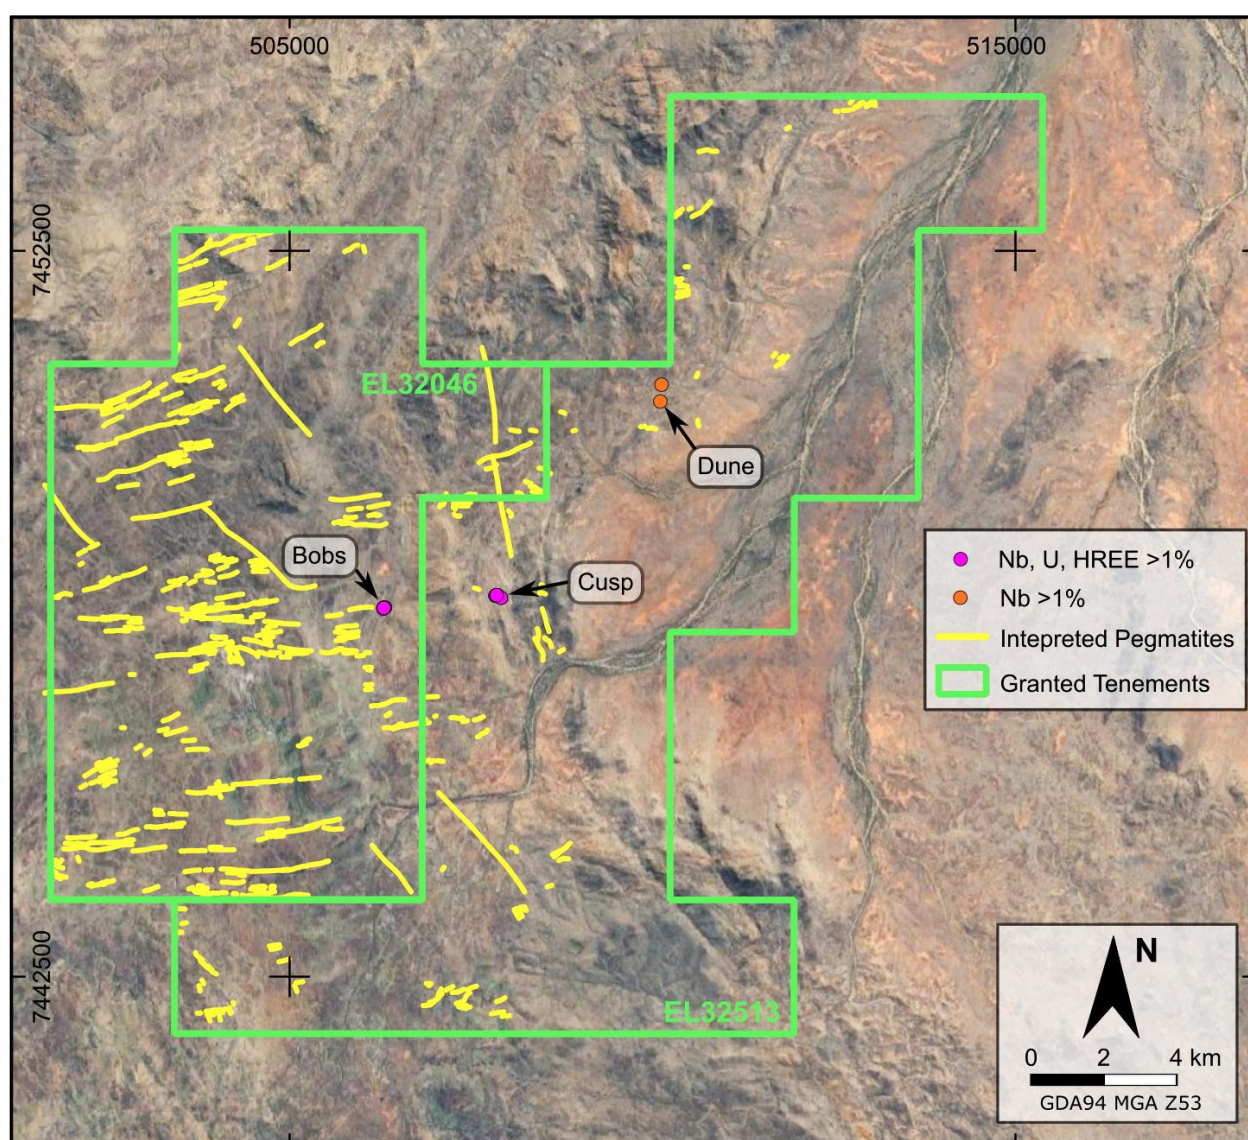 505000
515000
7452500
EL32046
Dune
Bobs
Cusp
Nb, U, HREE >1%
Nb >1%
Intepreted Pegmatites
Granted Tenements
7442500
EL32513
N
0 2 4 km
GDA94 MGA Z53